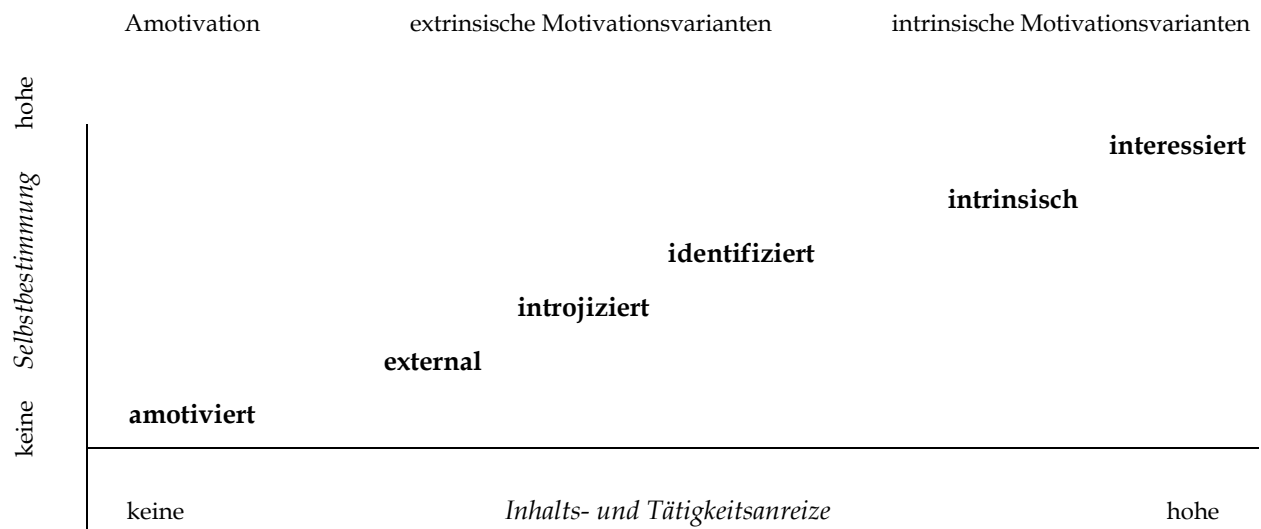 Amotivation extrinsische Motivationsvarianten intrinsische Motivationsvarianten
hohe
interessiert
intrinsisch
Selbstbestimmung
identifiziert
introjiziert
external
keine
amotiviert
keine Inhalts- und Tätigkeitsanreize hohe